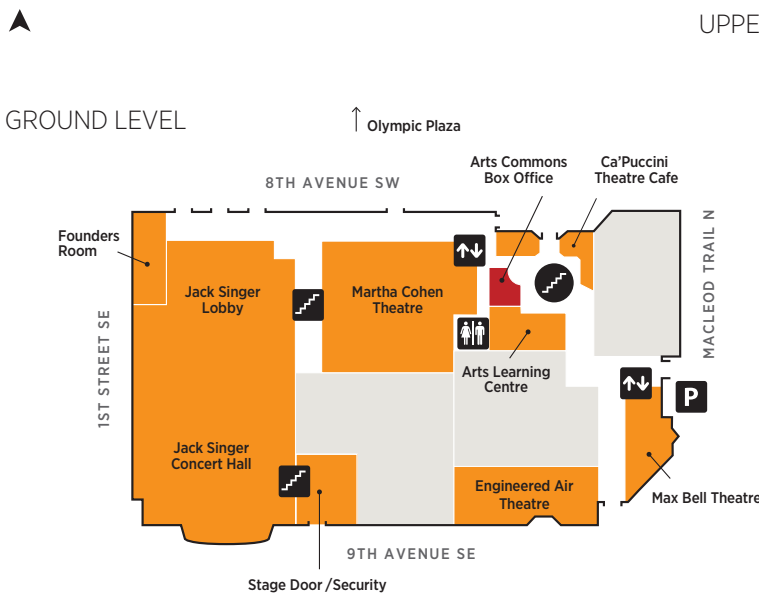 UPPE
GROUND LEVEL
Olympic Plaza
8TH AVENUE SW
Arts Commons
Box Office
Ca'Puccini
Theatre Cafe
Founders
Room
Jack Singer
Lobby
Martha Cohen
Theatre
MACLEOD TRAIL N
1ST STREET SE
Arts Learning
Centre
P
Jack Singer
Concert Hall
Engineered Air
Theatre
Max Bell Theatre
9TH AVENUE SE
Stage Door/Security